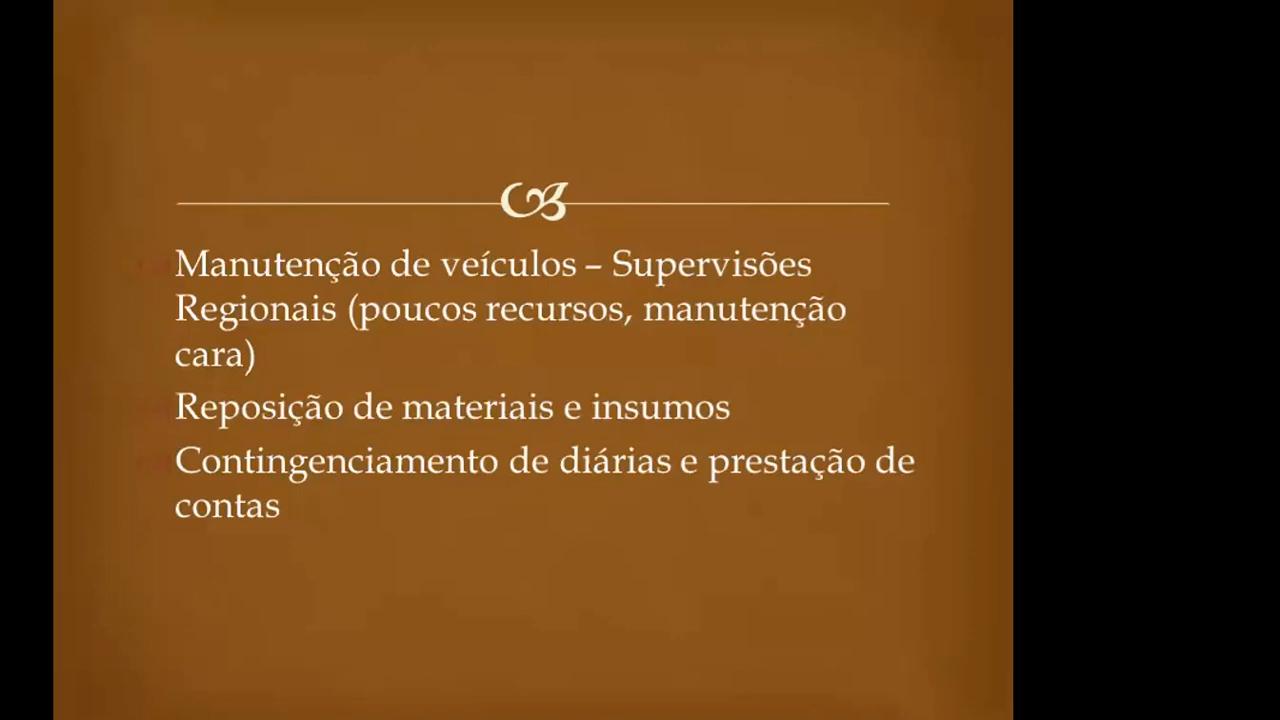 Manutenção de veículos – Supervisões
Regionais (poucos recursos, manutenção
cara)
Reposição de materiais e insumos
Contingenciamento de diárias e prestação de
contas